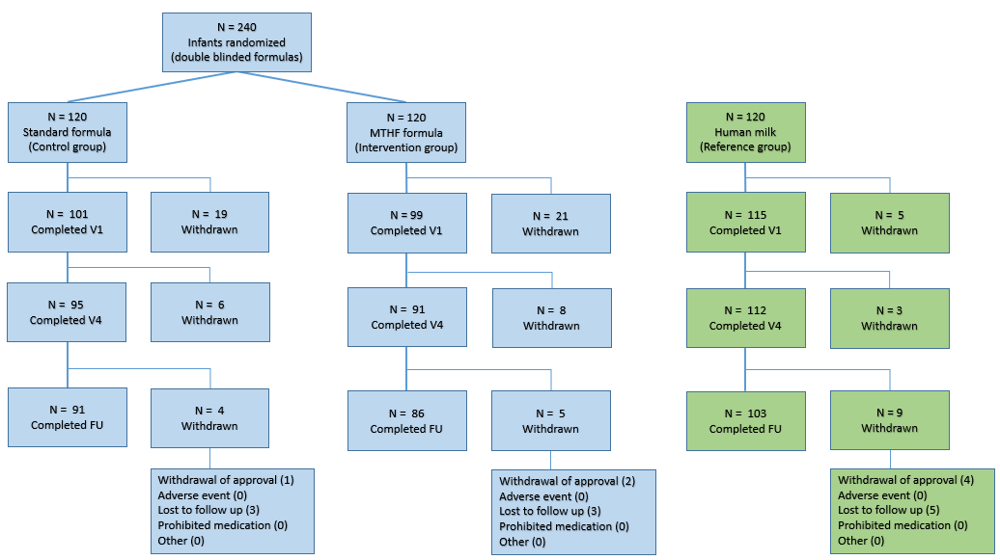 N = 240
Infants randomized
(double blinded formulas)
N = 120
Standard formula
(Control group)
N = 120
MTHF formula
(Intervention group)
N = 120
Human milk
(Reference group)
N = 101
Completed V1
N = 19
Withdrawn
N = 99
Completed V1
N = 21
Withdrawn
N = 115
Completed V1
N = 5
Withdrawn
N = 95
Completed V4
N = 6
Withdrawn
N = 91
Completed V4
N = 8
Withdrawn
N = 112
Completed V4
N = 3
Withdrawn
N = 91
Completed FU
N = 4
Withdrawn
N = 86
Completed FU
N = 5
Withdrawn
N = 103
Completed FU
N = 9
Withdrawn
Withdrawal of approval (1)
Adverse event (0)
Lost to follow up (3)
Prohibited medication (0)
Other (0)
Withdrawal of approval (2)
Adverse event (0)
Lost to follow up (3)
Prohibited medication (0)
Other (0)
Withdrawal of approval (4)
Adverse event (0)
Lost to follow up (5)
Prohibited medication (0)
Other (0)